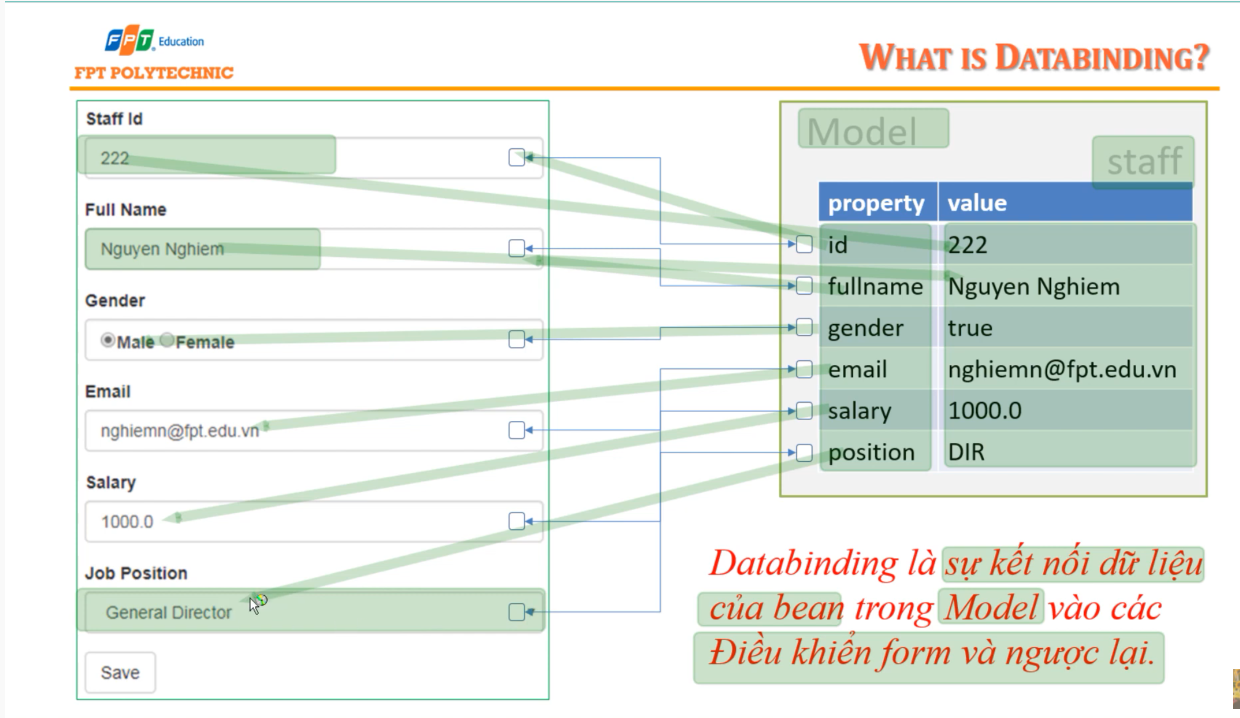 FPT Education
FPT POLYTECHNIC
WHAT IS DATABINDING?
Staff Id
222
Full Name
Nguyen Nghiem
Gender
Male Female
Email
nghiemn@fpt.edu.vn
Salary
1000.0
Job Position
General Director
Save
Model
staff
property value
id 222
fullname Nguyen Nghiem
gender true
email nghiemn@fpt.edu.vn
salary 1000.0
position DIR
Databinding là sự kết nối dữ liệu
của bean trong Model vào các
Điều khiển form và ngược lại.